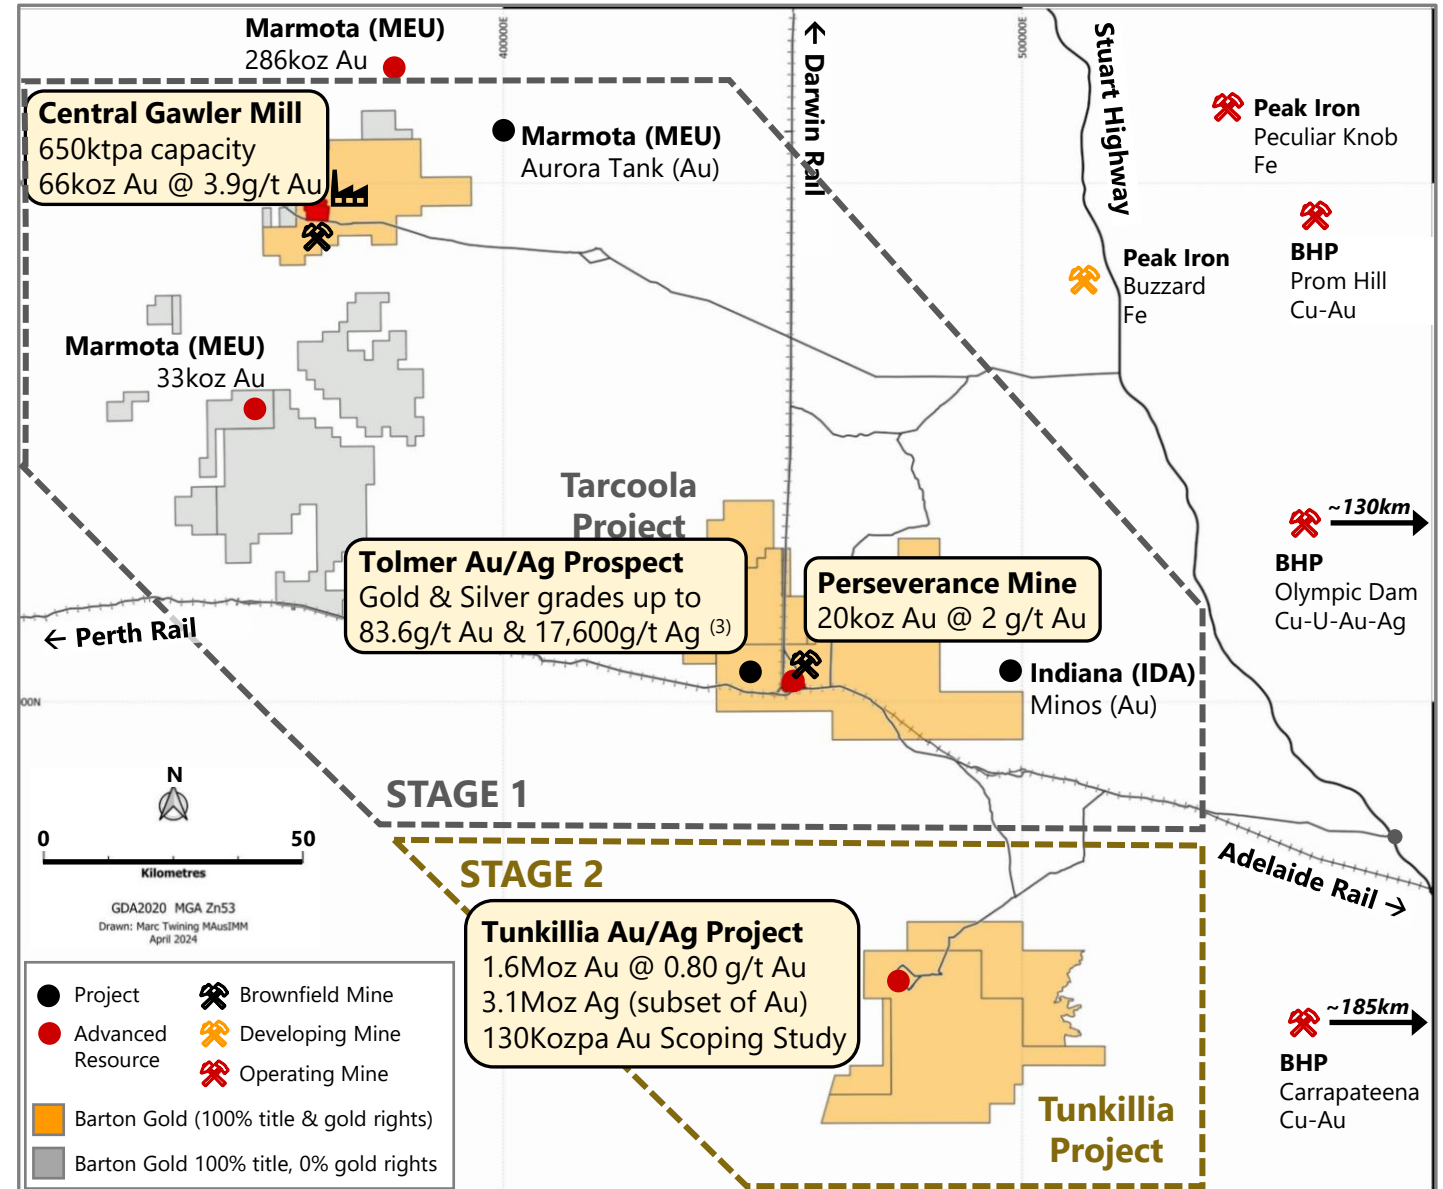 Marmota (MEU)
286koz Au
400000E
← Darwin Rail
500000E
Stuart Highway
Central Gawler Mill
650ktpa capacity
66koz Au @ 3.9g/t Au
Marmota (MEU)
Aurora Tank (Au)
Peak Iron
Peculiar Knob
Fe
BHP
Prom Hill
Cu-Au
Peak Iron
Buzzard
Fe
Marmota (MEU)
33koz Au
Tarcoola
Project
~130km
BHP
Olympic Dam
Cu-U-Au-Ag
Tolmer Au/Ag Prospect
Gold & Silver grades up to
83.6g/t Au & 17,600g/t Ag (3)
Perseverance Mine
20koz Au @ 2 g/t Au
← Perth Rail
Indiana (IDA)
Minos (Au)
00N
N
0 50
Kilometres
GDA2020 MGA Zn53
Drawn: Marc Twining MAusIMM
April 2024
STAGE 1
STAGE 2
Adelaide Rail →
Tunkillia Au/Ag Project
1.6Moz Au @ 0.80 g/t Au
3.1Moz Ag (subset of Au)
130Kozpa Au Scoping Study
~185km
BHP
Carrapateena
Cu-Au
Tunkillia
Project
Project
Advanced
Resource
Brownfield Mine
Developing Mine
Operating Mine
Barton Gold (100% title & gold rights)
Barton Gold 100% title, 0% gold rights